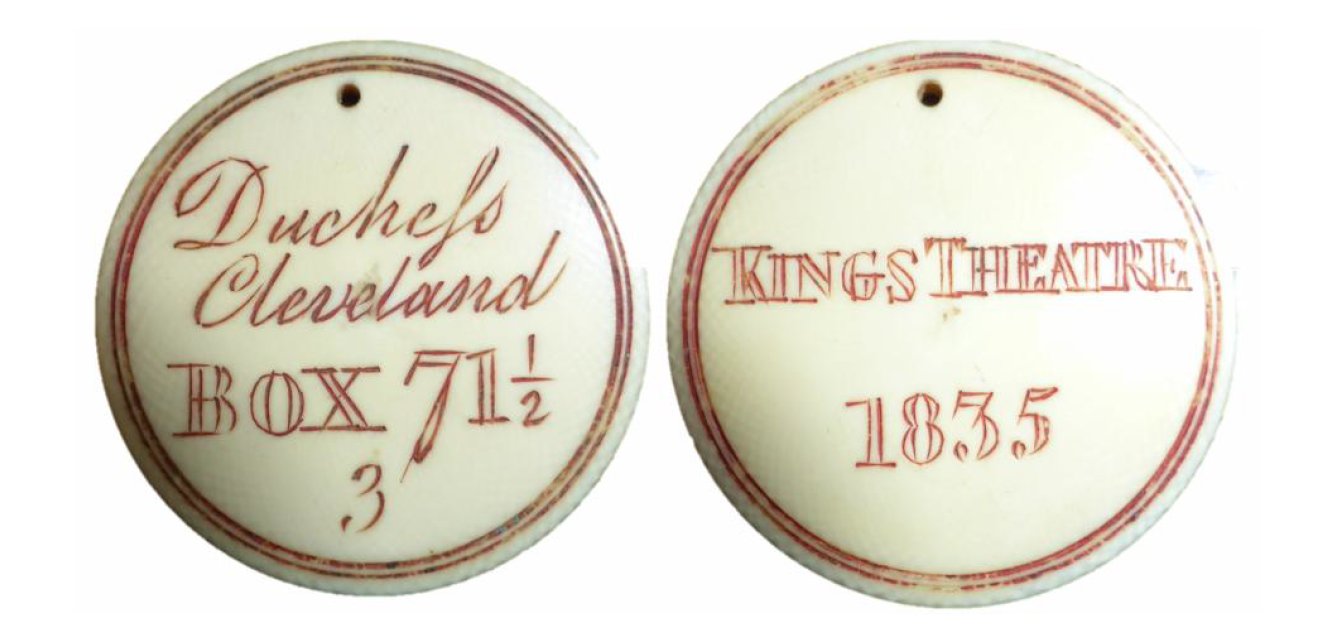 Ducheſs
Cleveland
BOX 71½
3
KINGS THEATRE
1835